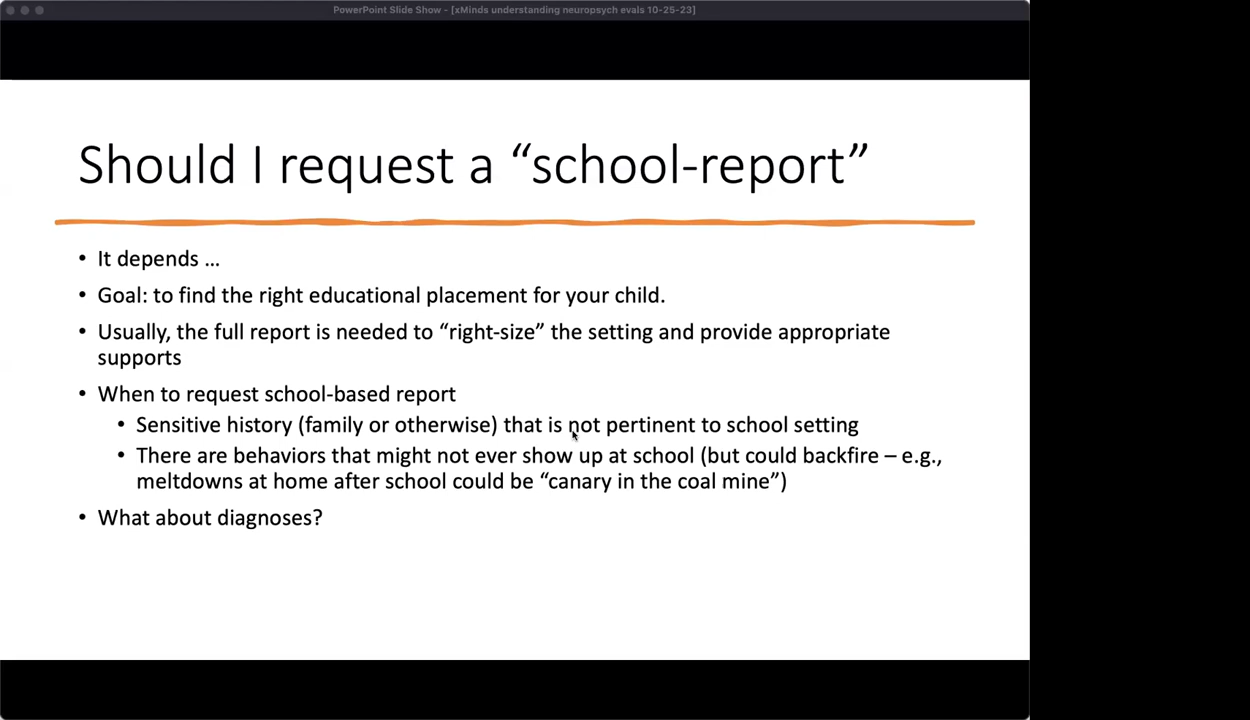 PowerPoint Slide Show - [xMinds understanding neuropsych evals 10-25-23]
Should I request a “school-report”
• It depends …
• Goal: to find the right educational placement for your child.
• Usually, the full report is needed to “right-size” the setting and provide appropriate
supports
• When to request school-based report
• Sensitive history (family or otherwise) that is not pertinent to school setting
• There are behaviors that might not ever show up at school (but could backfire – e.g.,
meltdowns at home after school could be “canary in the coal mine”)
• What about diagnoses?